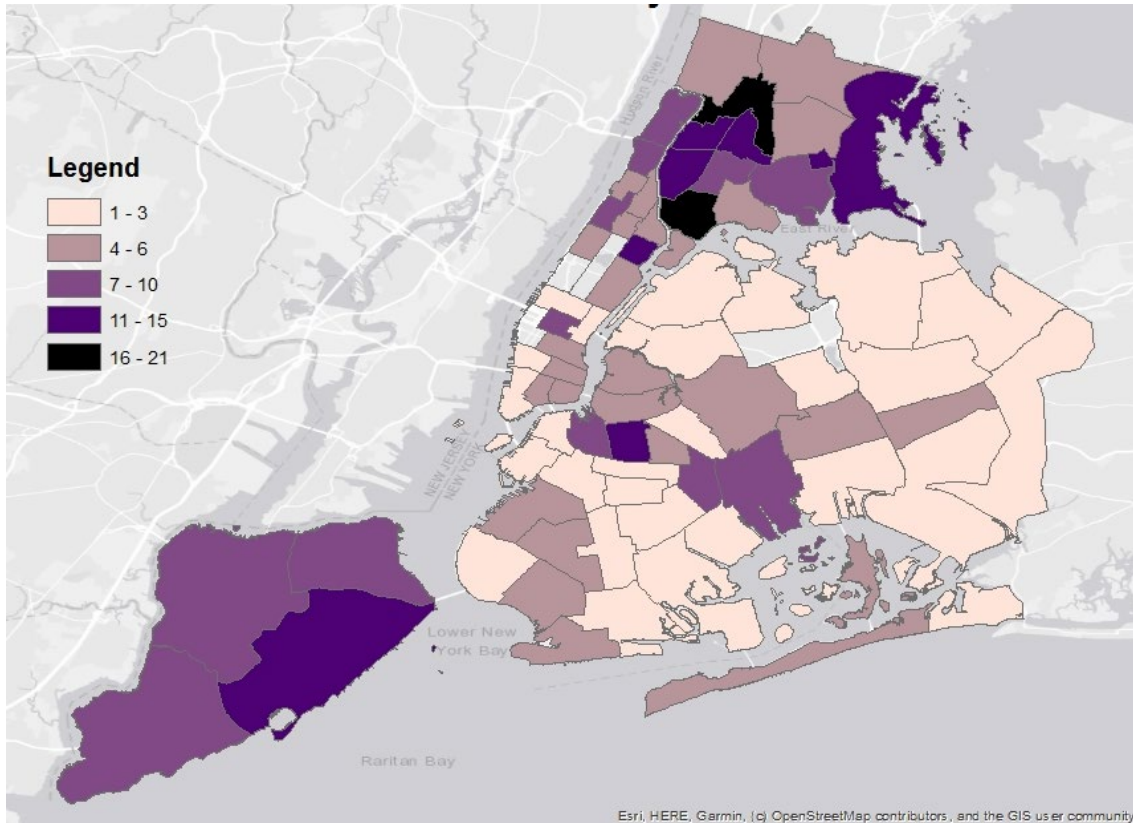 Hudson River
Legend
1 - 3
4 - 6
7 - 10
11 - 15
16 - 21
East River
NEW JERSEY
NEW YORK
Lower New
York Bay
Raritan Bay
Esri, HERE, Garmin, (c) OpenStreetMap contributors, and the GIS user community